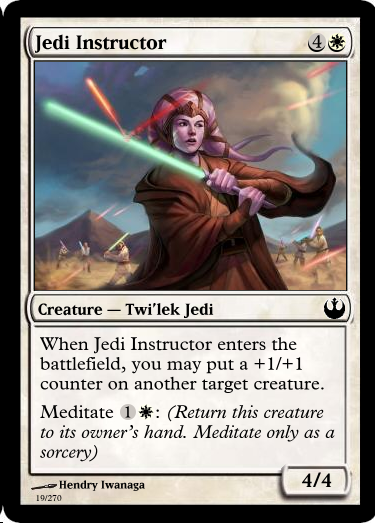 Jedi Instructor 4
Creature — Twi'lek Jedi
When Jedi Instructor enters the
battlefield, you may put a +1/+1
counter on another target creature.
Meditate 1 : (Return this creature
to its owner's hand. Meditate only as a
sorcery)
Hendry Iwanaga
4/4
19/270